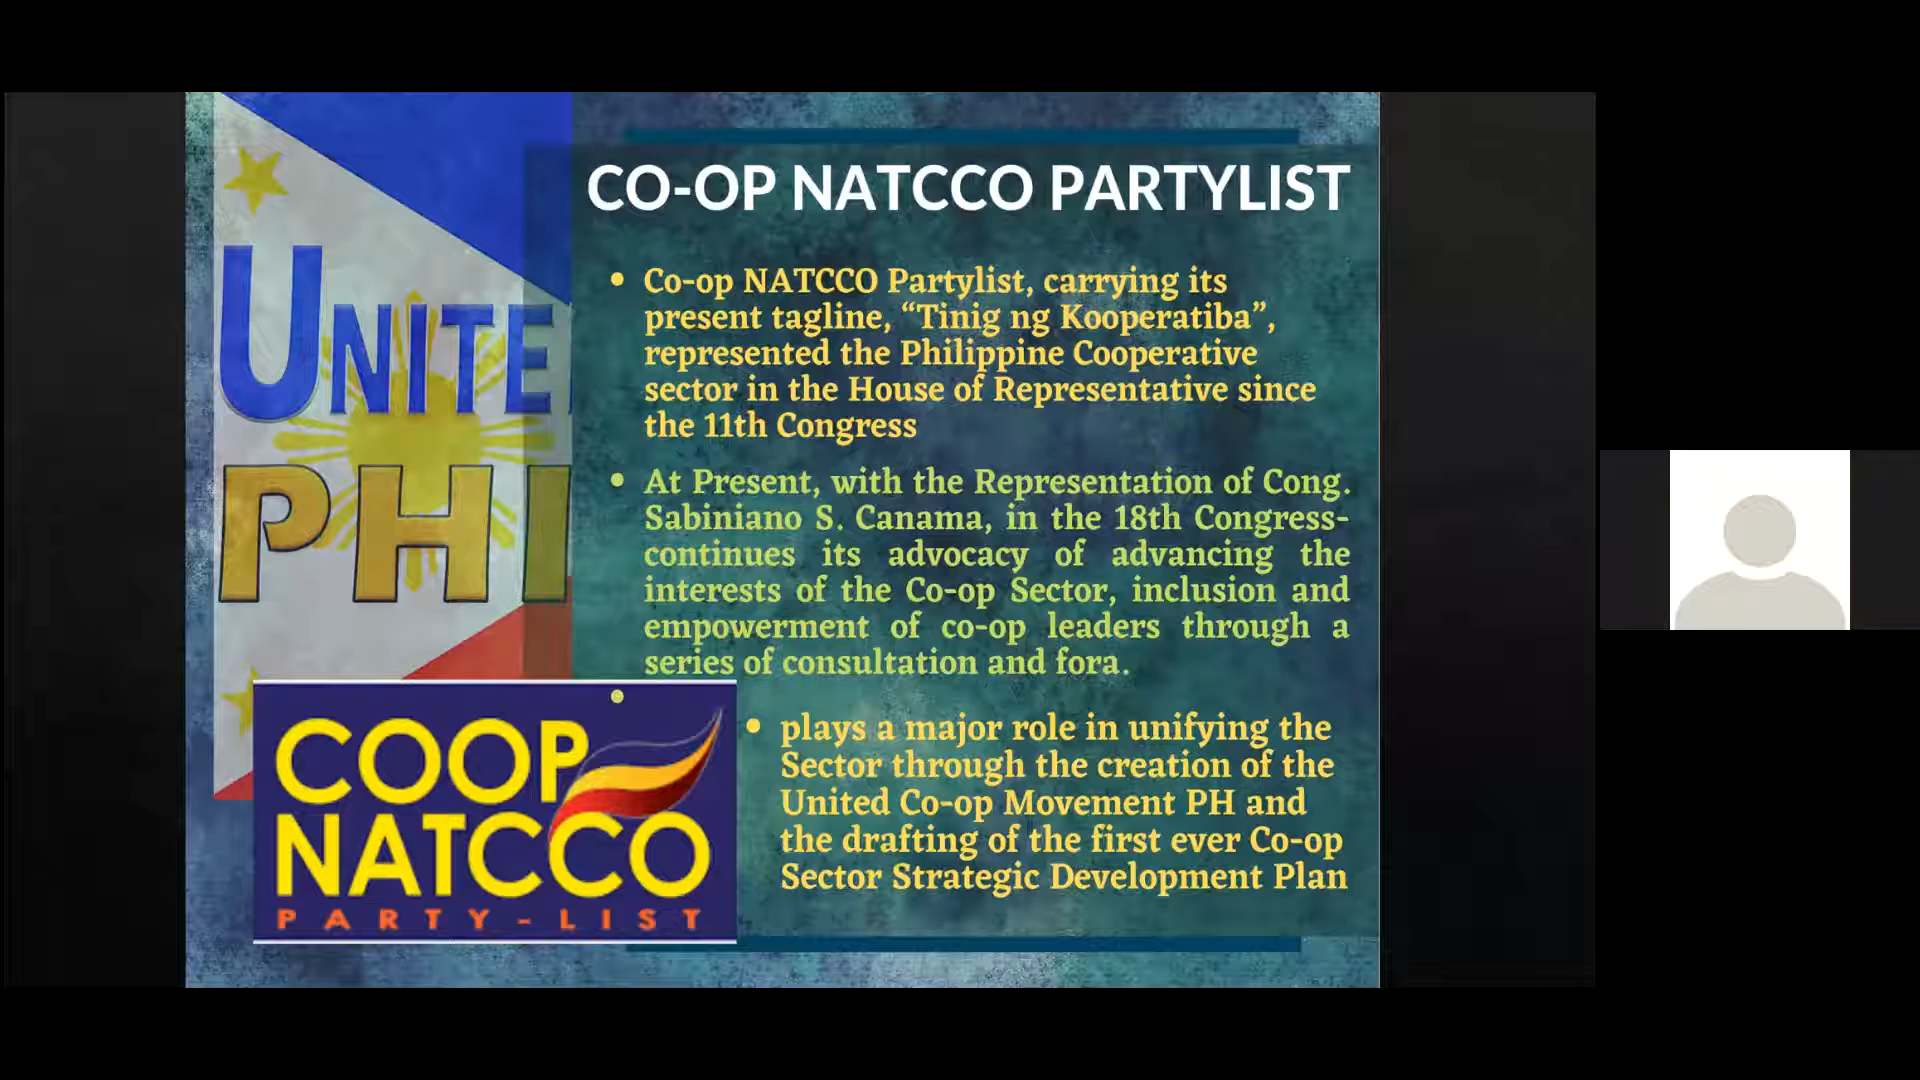 CO-OP NATCCO PARTYLIST
UNITE
PHI
• Co-op NATCCO Partylist, carrying its
present tagline, “Tinig ng Kooperatiba”,
represented the Philippine Cooperative
sector in the House of Representative since
the 11th Congress
• At Present, with the Representation of Cong.
Sabiniano S. Canama, in the 18th Congress-
continues its advocacy of advancing the
interests of the Co-op Sector, inclusion and
empowerment of co-op leaders through a
series of consultation and fora.
• plays a major role in unifying the
Sector through the creation of the
United Co-op Movement PH and
the drafting of the first ever Co-op
Sector Strategic Development Plan
COOP
NATCCO
PARTY-LIST